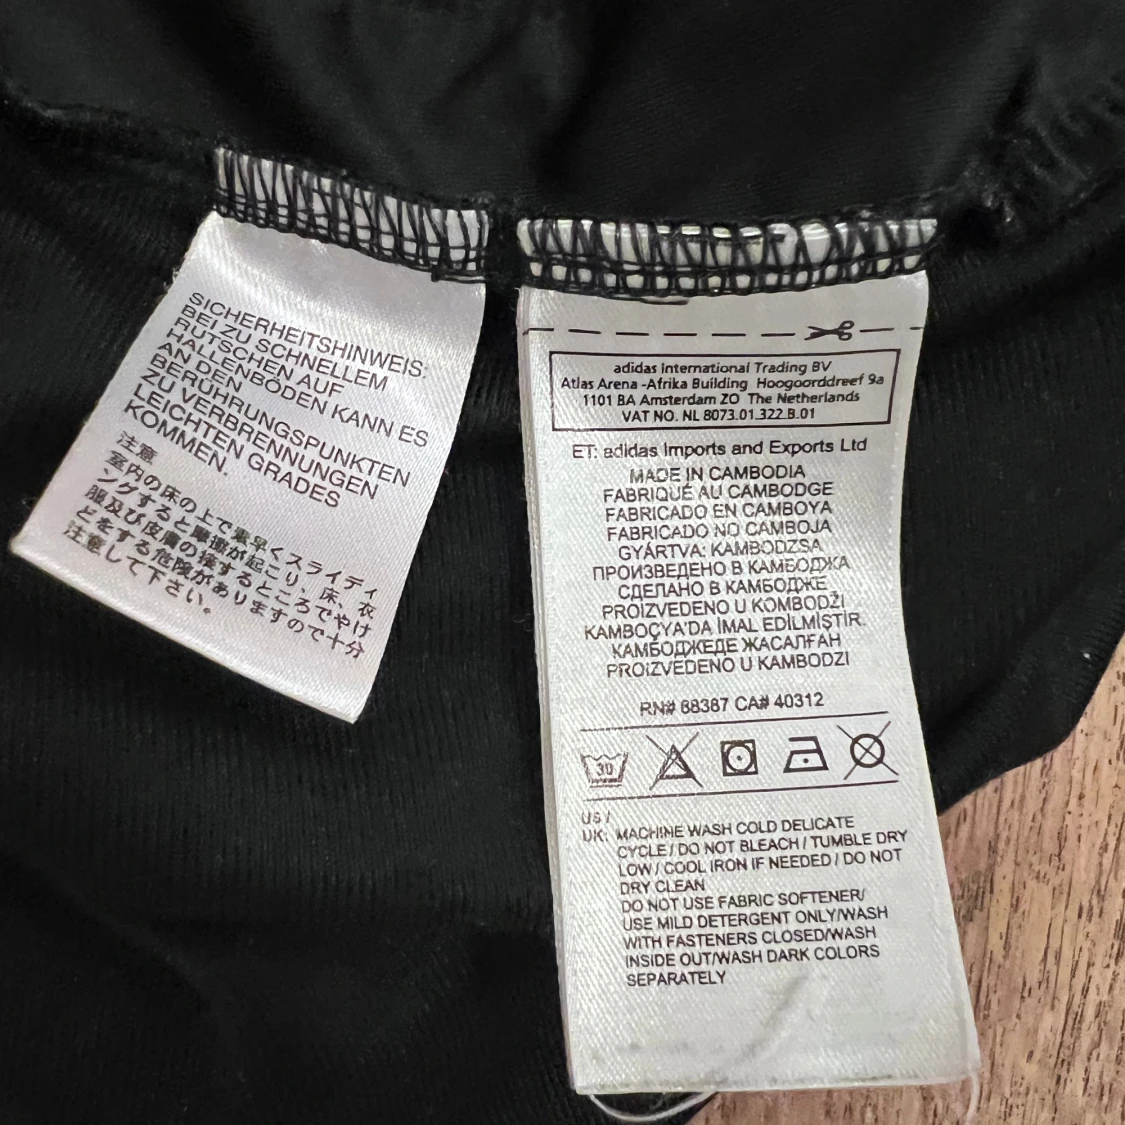 SICHERHEITSHINWEIS:
BEI ZU SCHNELLEM
RUTSCHEN AUF
HALLENBÖDEN KANN ES
AN DEN
BERÜHRUNGSPUNKTEN
ZU VERBRENNUNGEN
LEICHTEN GRADES
KOMMEN.
注意
室内の床の上で素早くスライディ
ングすると摩擦が起こり、床、衣
服及び皮膚の接するところでやけ
どをする危険がありますので十分
注意して下さい。
adidas International Trading BV
Atlas Arena -Afrika Building Hoogoorddreef 9a
1101 BA Amsterdam ZO The Netherlands
VAT NO. NL 8073.01.322.B.01
ET: adidas Imports and Exports Ltd
MADE IN CAMBODIA
FABRIQUÉ AU CAMBODGE
FABRICADO EN CAMBOYA
FABRICADO NO CAMBOJA
GYÁRTVA: KAMBODZSA
ПРОИЗВЕДЕНО В КАМБОДЖА
СДЕЛАНО В КАМБОДЖЕ
PROIZVEDENO U KOMBODŽI
KAMBOÇYA'DA İMAL EDİLMİŞTİR.
КАМБОДЖЕДЕ ЖАСАЛҒАН
PROIZVEDENO U KAMBODZI
RN# 88387 CA# 40312
30
US /
UK: MACHINE WASH COLD DELICATE
CYCLE / DO NOT BLEACH / TUMBLE DRY
LOW / COOL IRON IF NEEDED / DO NOT
DRY CLEAN
DO NOT USE FABRIC SOFTENER/
USE MILD DETERGENT ONLY/WASH
WITH FASTENERS CLOSED/WASH
INSIDE OUT/WASH DARK COLORS
SEPARATELY